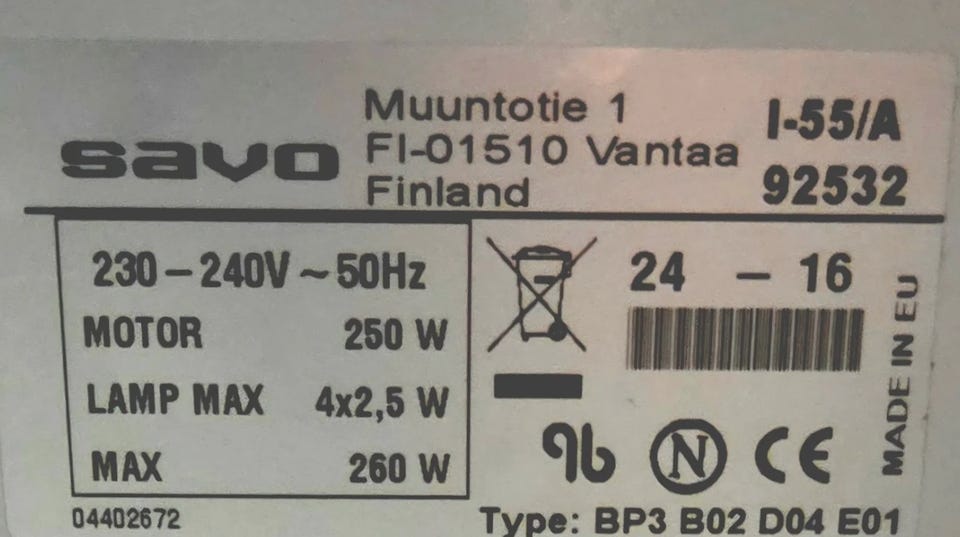 savo
Muuntotie 1
FI-01510 Vantaa
Finland
I-55/A
92532
230 – 240V ~ 50Hz
MOTOR 250 W
LAMP MAX 4x2,5 W
MAX 260 W
04402672
24 – 16
MADE IN EU
N CE
Type: BP3 B02 D04 E01